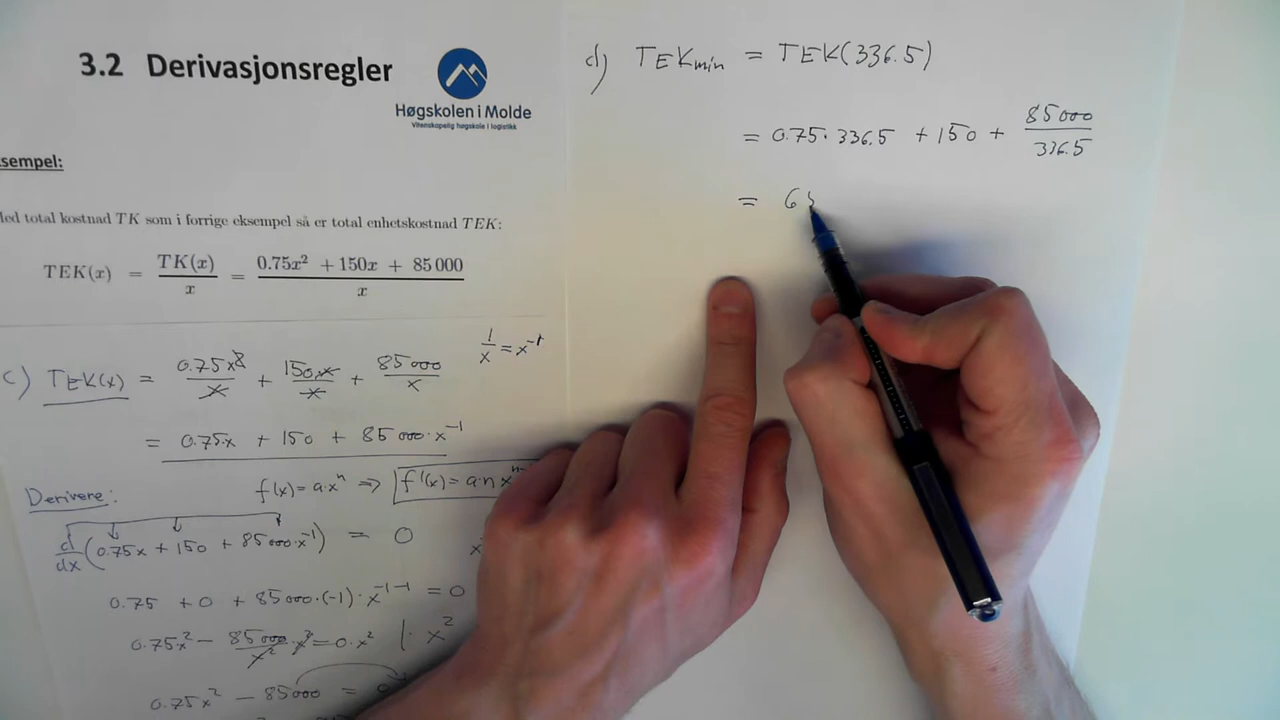 3.2 Derivasjonsregler
Høgskolen i Molde
Vitenskapelig høgskole i logistikk
sempel:
ed total kostnad TK som i forrige eksempel så er total enhetskostnad TEK:
TEK(x) = TK(x)/x = (0.75x² + 150x + 85 000)/x
1/x = x⁻¹
c) TEK(x) = 0.75x²/x + 150x/x + 85000/x
= 0.75x + 150 + 85000·x⁻¹
Derivere:
f(x) = a·xⁿ ⇒ f'(x) = a·n x
d/dx (0.75x + 150 + 85000·x⁻¹) = 0
0.75 + 0 + 85000·(-1)·x⁻¹⁻¹ = 0
0.75x² - 85000/x²·x² = 0·x² |·x²
0.75x² - 85000 =
d) TEKmin = TEK(336.5)
= 0.75·336.5 + 150 + 85000/336.5
= 6